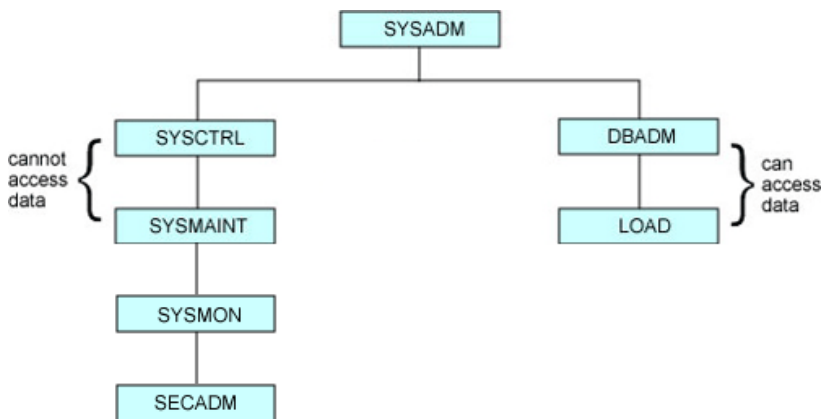 SYSADM
SYSCTRL
DBADM
cannot
access
data
can
access
data
SYSMAINT
LOAD
SYSMON
SECADM